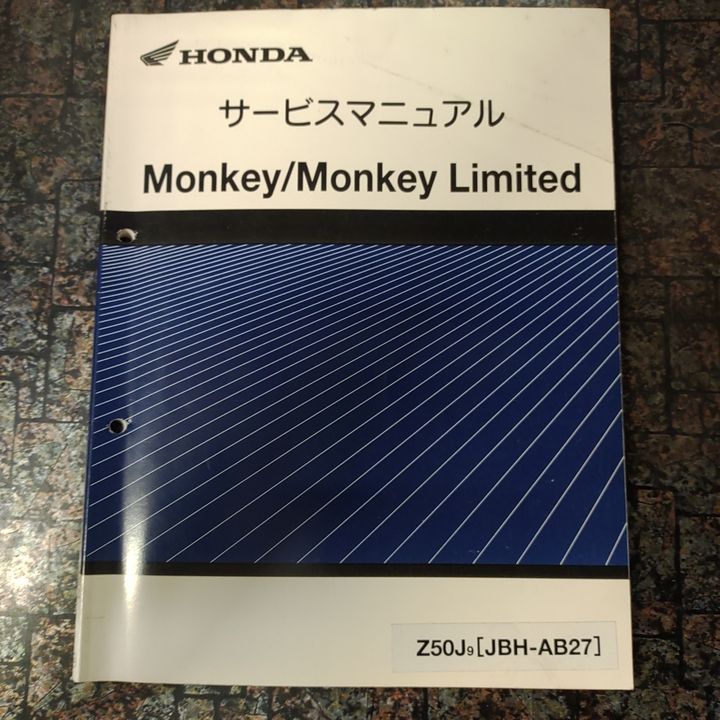 HONDA
サービスマニュアル
Monkey/Monkey Limited
Z50J9[JBH-AB27]